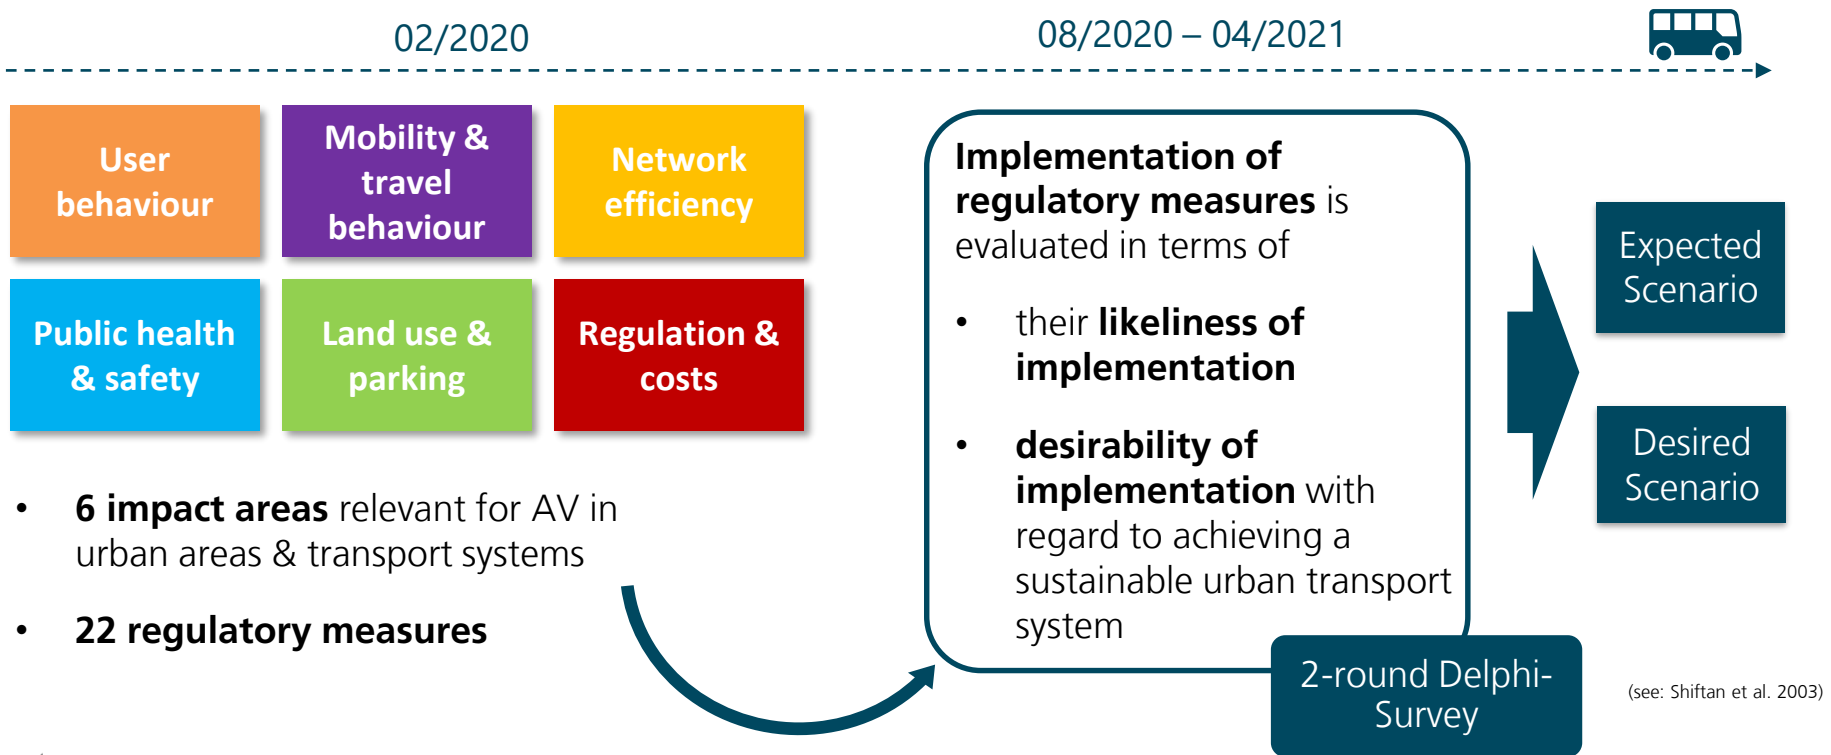 02/2020
08/2020 – 04/2021
User
behaviour
Mobility &
travel
behaviour
Network
efficiency
Public health
& safety
Land use &
parking
Regulation &
costs
• 6 impact areas relevant for AV in
urban areas & transport systems
• 22 regulatory measures
Implementation of
regulatory measures is
evaluated in terms of
• their likeliness of
implementation
• desirability of
implementation with
regard to achieving a
sustainable urban transport
system
2-round Delphi-
Survey
Expected
Scenario
Desired
Scenario
(see: Shiftan et al. 2003)